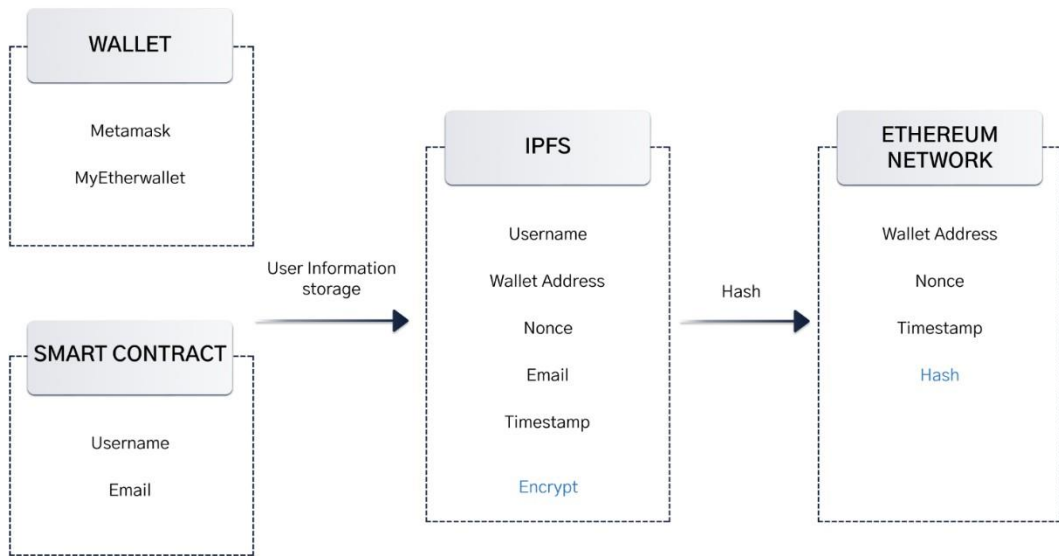 WALLET
Metamask
MyEtherwallet
SMART CONTRACT
Username
Email
User Information
storage
IPFS
Username
Wallet Address
Nonce
Email
Timestamp
Encrypt
Hash
ETHEREUM
NETWORK
Wallet Address
Nonce
Timestamp
Hash